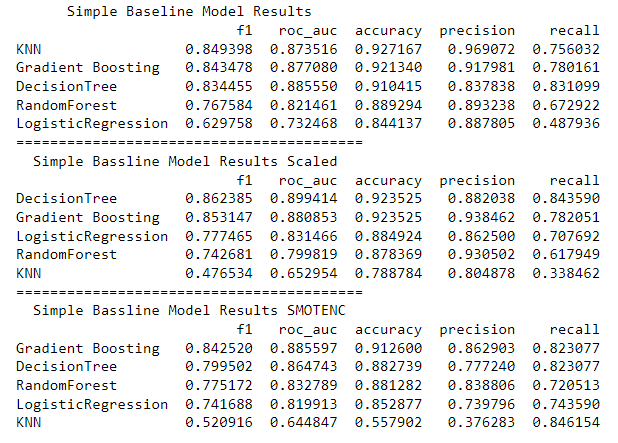 Simple Baseline Model Results
f1 roc_auc accuracy precision recall
KNN 0.849398 0.873516 0.927167 0.969072 0.756032
Gradient Boosting 0.843478 0.877080 0.921340 0.917981 0.780161
DecisionTree 0.834455 0.885550 0.910415 0.837838 0.831099
RandomForest 0.767584 0.821461 0.889294 0.893238 0.672922
LogisticRegression 0.629758 0.732468 0.844137 0.887805 0.487936
=========================================
Simple Bassline Model Results Scaled
f1 roc_auc accuracy precision recall
DecisionTree 0.862385 0.899414 0.923525 0.882038 0.843590
Gradient Boosting 0.853147 0.880853 0.923525 0.938462 0.782051
LogisticRegression 0.777465 0.831466 0.884924 0.862500 0.707692
RandomForest 0.742681 0.799819 0.878369 0.930502 0.617949
KNN 0.476534 0.652954 0.788784 0.804878 0.338462
=========================================
Simple Bassline Model Results SMOTENC
f1 roc_auc accuracy precision recall
Gradient Boosting 0.842520 0.885597 0.912600 0.862903 0.823077
DecisionTree 0.799502 0.864743 0.882739 0.777240 0.823077
RandomForest 0.775172 0.832789 0.881282 0.838806 0.720513
LogisticRegression 0.741688 0.819913 0.852877 0.739796 0.743590
KNN 0.520916 0.644847 0.557902 0.376283 0.846154